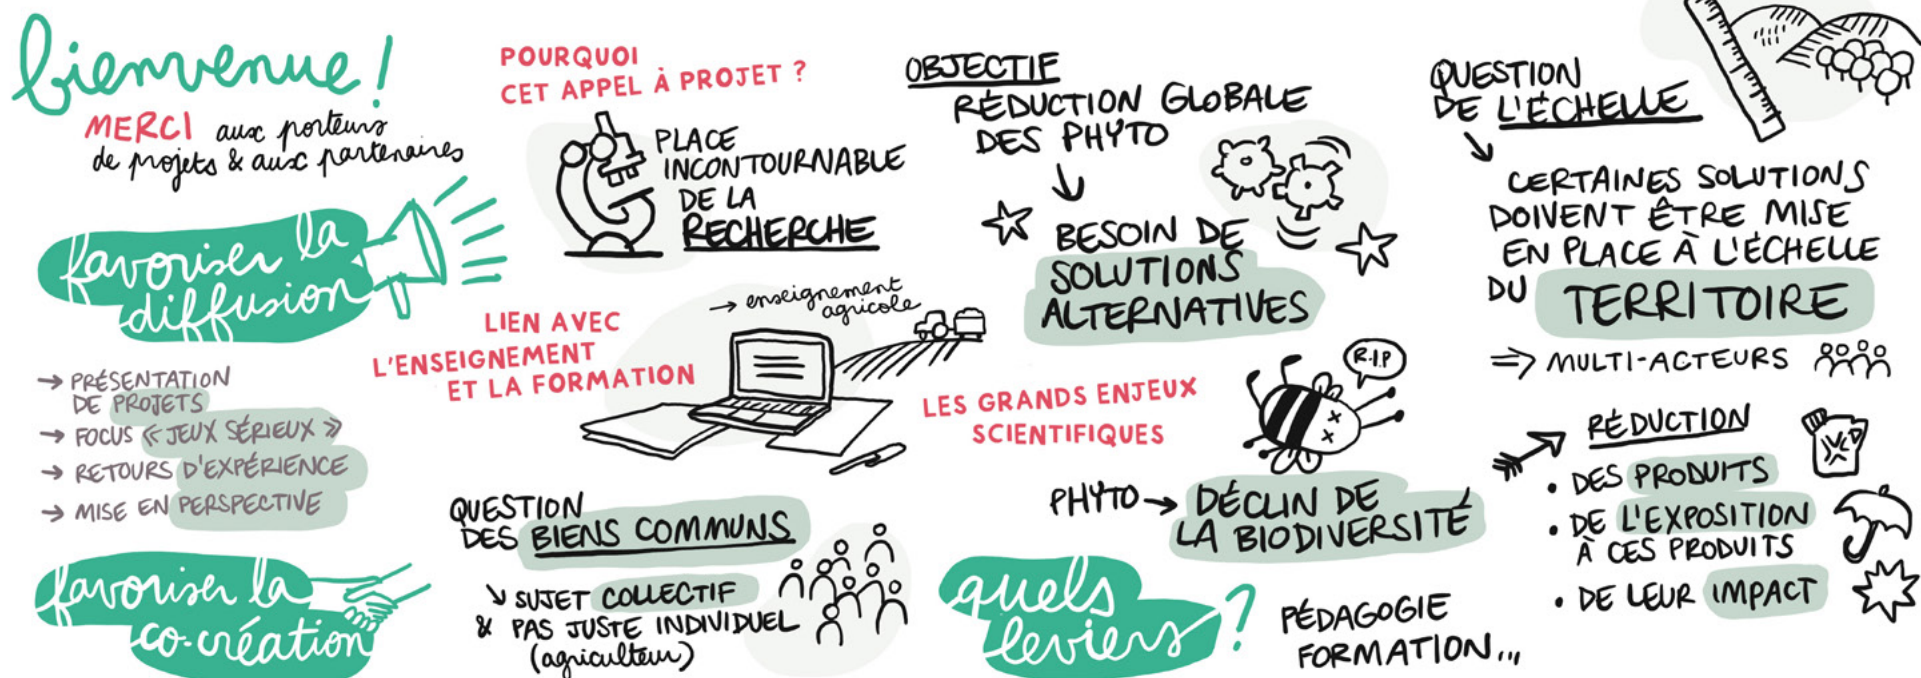 bienvenue !
MERCI aux porteurs
de projets & aux partenaires
favoriser la
diffusion
→ PRÉSENTATION
DE PROJETS
→ FOCUS « JEUX SÉRIEUX »
→ RETOURS D'EXPÉRIENCE
→ MISE EN PERSPECTIVE
favoriser la
co-création
POURQUOI
CET APPEL À PROJET ?
PLACE
INCONTOURNABLE
DE LA
RECHERCHE
LIEN AVEC
L'ENSEIGNEMENT
ET LA FORMATION
→ enseignement
agricole
QUESTION
DES BIENS COMMUNS
↘ SUJET COLLECTIF
& PAS JUSTE INDIVIDUEL
(agriculteur)
OBJECTIF
RÉDUCTION GLOBALE
DES PHYTO
BESOIN DE
SOLUTIONS
ALTERNATIVES
LES GRANDS ENJEUX
SCIENTIFIQUES
R.I.P
PHYTO → DÉCLIN DE
LA BIODIVERSITÉ
quels
leviers ?
PÉDAGOGIE
FORMATION...
QUESTION
DE L'ÉCHELLE
CERTAINES SOLUTIONS
DOIVENT ÊTRE MISE
EN PLACE À L'ÉCHELLE
DU TERRITOIRE
⇒ MULTI-ACTEURS
RÉDUCTION
• DES PRODUITS
• DE L'EXPOSITION
À CES PRODUITS
• DE LEUR IMPACT